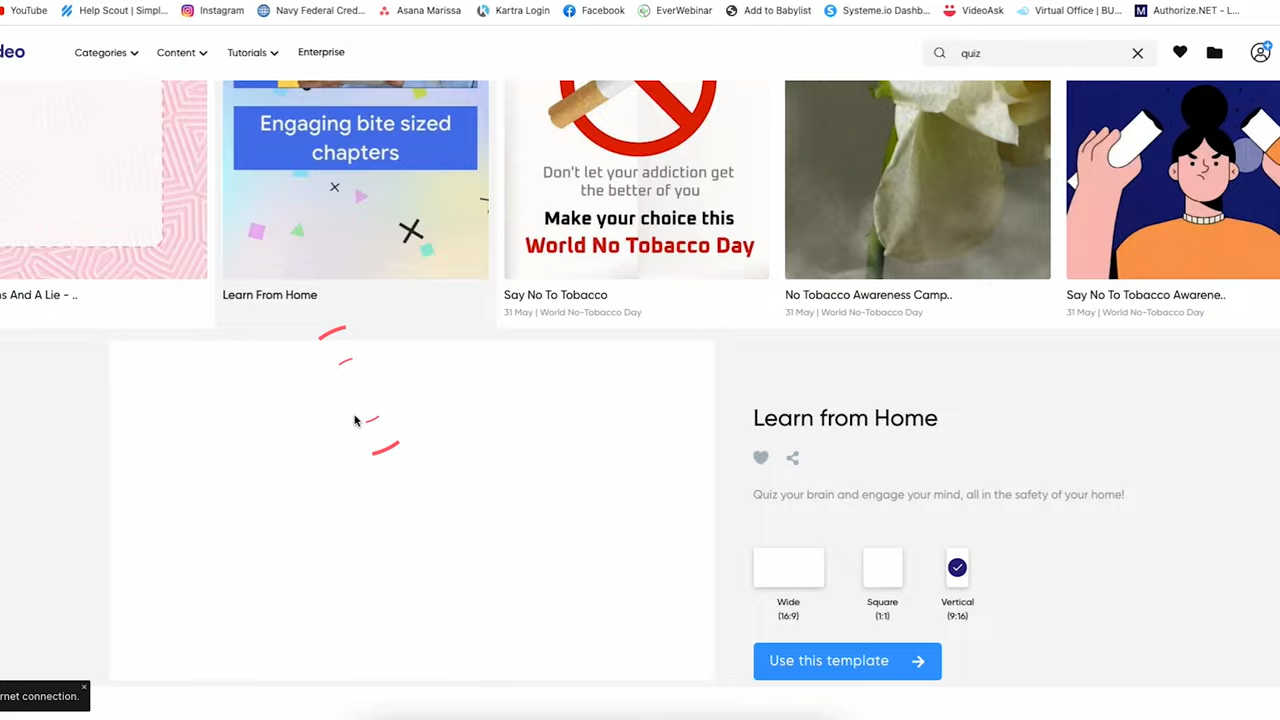 YouTube Help Scout | Simpl... Instagram Navy Federal Cred... Asana Marissa Kartra Login Facebook EverWebinar Add to Babylist Systeme.io Dashb... VideoAsk Virtual Office | BU... Authorize.NET - L...
deo Categories Content Tutorials Enterprise quiz
Engaging bite sized
chapters
Don't let your addiction get
the better of you
Make your choice this
World No Tobacco Day
s And A Lie - ..
Learn From Home
Say No To Tobacco
31 May | World No-Tobacco Day
No Tobacco Awareness Camp..
31 May | World No-Tobacco Day
Say No To Tobacco Awarene..
31 May | World No-Tobacco Day
Learn from Home
Quiz your brain and engage your mind, all in the safety of your home!
Wide
(16:9)
Square
(1:1)
Vertical
(9:16)
Use this template
rnet connection.